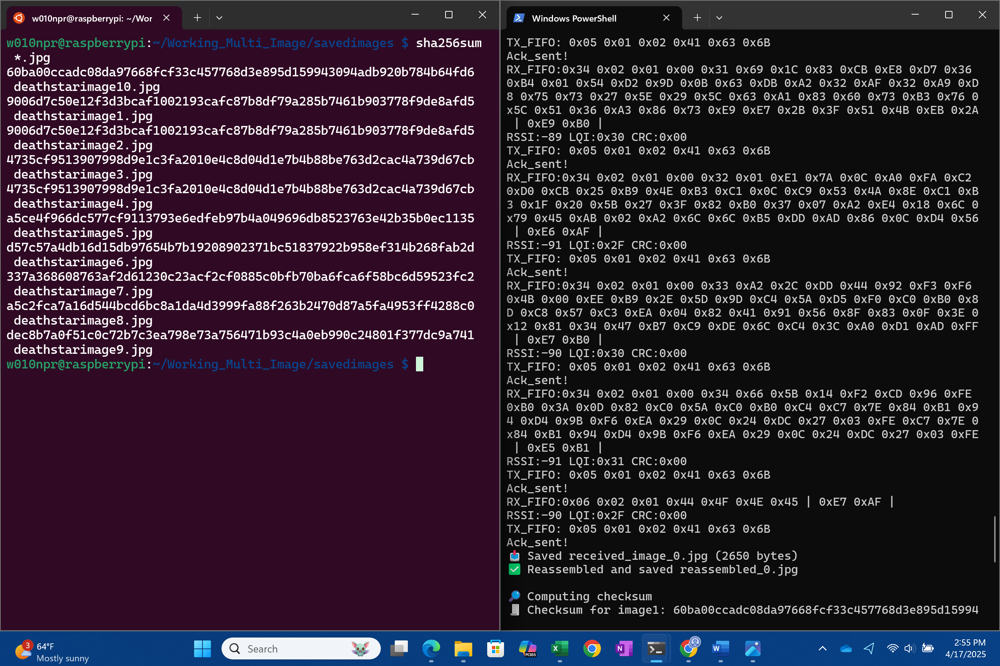 w010npr@raspberrypi: ~/Wor
w010npr@raspberrypi:~/Working_Multi_Image/savedimages $ sha256sum
*.jpg
60ba00ccadc08da97668fcf33c457768d3e895d159943094adb920b784b64fd6
deathstarimage10.jpg
9006d7c50e12f3d3bcaf1002193cafc87b8df79a285b7461b903778f9de8afd5
deathstarimage1.jpg
9006d7c50e12f3d3bcaf1002193cafc87b8df79a285b7461b903778f9de8afd5
deathstarimage2.jpg
4735cf9513907998d9e1c3fa2010e4c8d04d1e7b4b88be763d2cac4a739d67cb
deathstarimage3.jpg
4735cf9513907998d9e1c3fa2010e4c8d04d1e7b4b88be763d2cac4a739d67cb
deathstarimage4.jpg
a5ce4f966dc577cf9113793e6edfeb97b4a049696db8523763e42b35b0ec1135
deathstarimage5.jpg
d57c57a4db16d15db97654b7b19208902371bc51837922b958ef314b268fab2d
deathstarimage6.jpg
337a368608763af2d61230c23acf2cf0885c0bfb70ba6fca6f58bc6d59523fc2
deathstarimage7.jpg
a5c2fca7a16d544bcd6bc8a1da4d3999fa88f263b2470d87a5fa4953ff4288c0
deathstarimage8.jpg
dec8b7a0f51c0c72b7c3ea798e73a756471b93c4a0eb990c24801f377dc9a741
deathstarimage9.jpg
w010npr@raspberrypi:~/Working_Multi_Image/savedimages $
Windows PowerShell
TX_FIFO: 0x05 0x01 0x02 0x41 0x63 0x6B
Ack_sent!
RX_FIFO:0x34 0x02 0x01 0x00 0x31 0x69 0x1C 0x83 0xCB 0xE8 0xD7 0x36
0xB4 0x01 0x54 0xD2 0x9D 0x0B 0x63 0xDB 0xA2 0x32 0xAF 0x32 0xA9 0xD
8 0x75 0x73 0x27 0x5E 0x29 0x5C 0x63 0xA1 0x83 0x60 0x73 0xB3 0x76 0
x5C 0x51 0x36 0xA3 0x86 0x73 0xE9 0xE7 0x2B 0x3F 0x51 0x4B 0xEB 0x2A
| 0xE9 0xB0 |
RSSI:-89 LQI:0x30 CRC:0x00
TX_FIFO: 0x05 0x01 0x02 0x41 0x63 0x6B
Ack_sent!
RX_FIFO:0x34 0x02 0x01 0x00 0x32 0x01 0xE1 0x7A 0x0C 0xA0 0xFA 0xC2
0xD0 0xCB 0x25 0xB9 0x4E 0xB3 0xC1 0x0C 0xC9 0x53 0x4A 0x8E 0xC1 0xB
3 0x1F 0x20 0x5B 0x27 0x3F 0x82 0xB0 0x37 0x07 0xA2 0xE4 0x18 0x6C 0
x79 0x45 0xAB 0x02 0xA2 0x6C 0x6C 0xB5 0xDD 0xAD 0x86 0x0C 0xD4 0x56
| 0xE6 0xAF |
RSSI:-91 LQI:0x2F CRC:0x00
TX_FIFO: 0x05 0x01 0x02 0x41 0x63 0x6B
Ack_sent!
RX_FIFO:0x34 0x02 0x01 0x00 0x33 0xA2 0x2C 0xDD 0x44 0x92 0xF3 0xF6
0x4B 0x00 0xEE 0xB9 0x2E 0x5D 0x9D 0xC4 0x5A 0xD5 0xF0 0xC0 0xB0 0x8
D 0xC8 0x57 0xC3 0xEA 0x04 0x82 0x41 0x91 0x56 0x8F 0x83 0x0F 0x3E 0
x12 0x81 0x34 0x47 0xB7 0xC9 0xDE 0x6C 0xC4 0x3C 0xA0 0xD1 0xAD 0xFF
| 0xE7 0xB0 |
RSSI:-90 LQI:0x30 CRC:0x00
TX_FIFO: 0x05 0x01 0x02 0x41 0x63 0x6B
Ack_sent!
RX_FIFO:0x34 0x02 0x01 0x00 0x34 0x66 0x5B 0x14 0xF2 0xCD 0x96 0xFE
0xB0 0x3A 0x0D 0x82 0xC0 0x5A 0xC0 0xB0 0xC4 0xC7 0x7E 0x84 0xB1 0x9
4 0xD4 0x9B 0xF6 0xEA 0x29 0x0C 0x24 0xDC 0x27 0x03 0xFE 0xC7 0x7E 0
x84 0xB1 0x94 0xD4 0x9B 0xF6 0xEA 0x29 0x0C 0x24 0xDC 0x27 0x03 0xFE
| 0xE5 0xB1 |
RSSI:-91 LQI:0x31 CRC:0x00
TX_FIFO: 0x05 0x01 0x02 0x41 0x63 0x6B
Ack_sent!
RX_FIFO:0x06 0x02 0x01 0x44 0x4F 0x4E 0x45 | 0xE7 0xAF |
RSSI:-90 LQI:0x2F CRC:0x00
TX_FIFO: 0x05 0x01 0x02 0x41 0x63 0x6B
Ack_sent!
Saved received_image_0.jpg (2650 bytes)
Reassembled and saved reassembled_0.jpg
Computing checksum
Checksum for image1: 60ba00ccadc08da97668fcf33c457768d3e895d15994
3
64°F
Mostly sunny
Search
M365
X
N
W
2:55 PM
4/17/2025